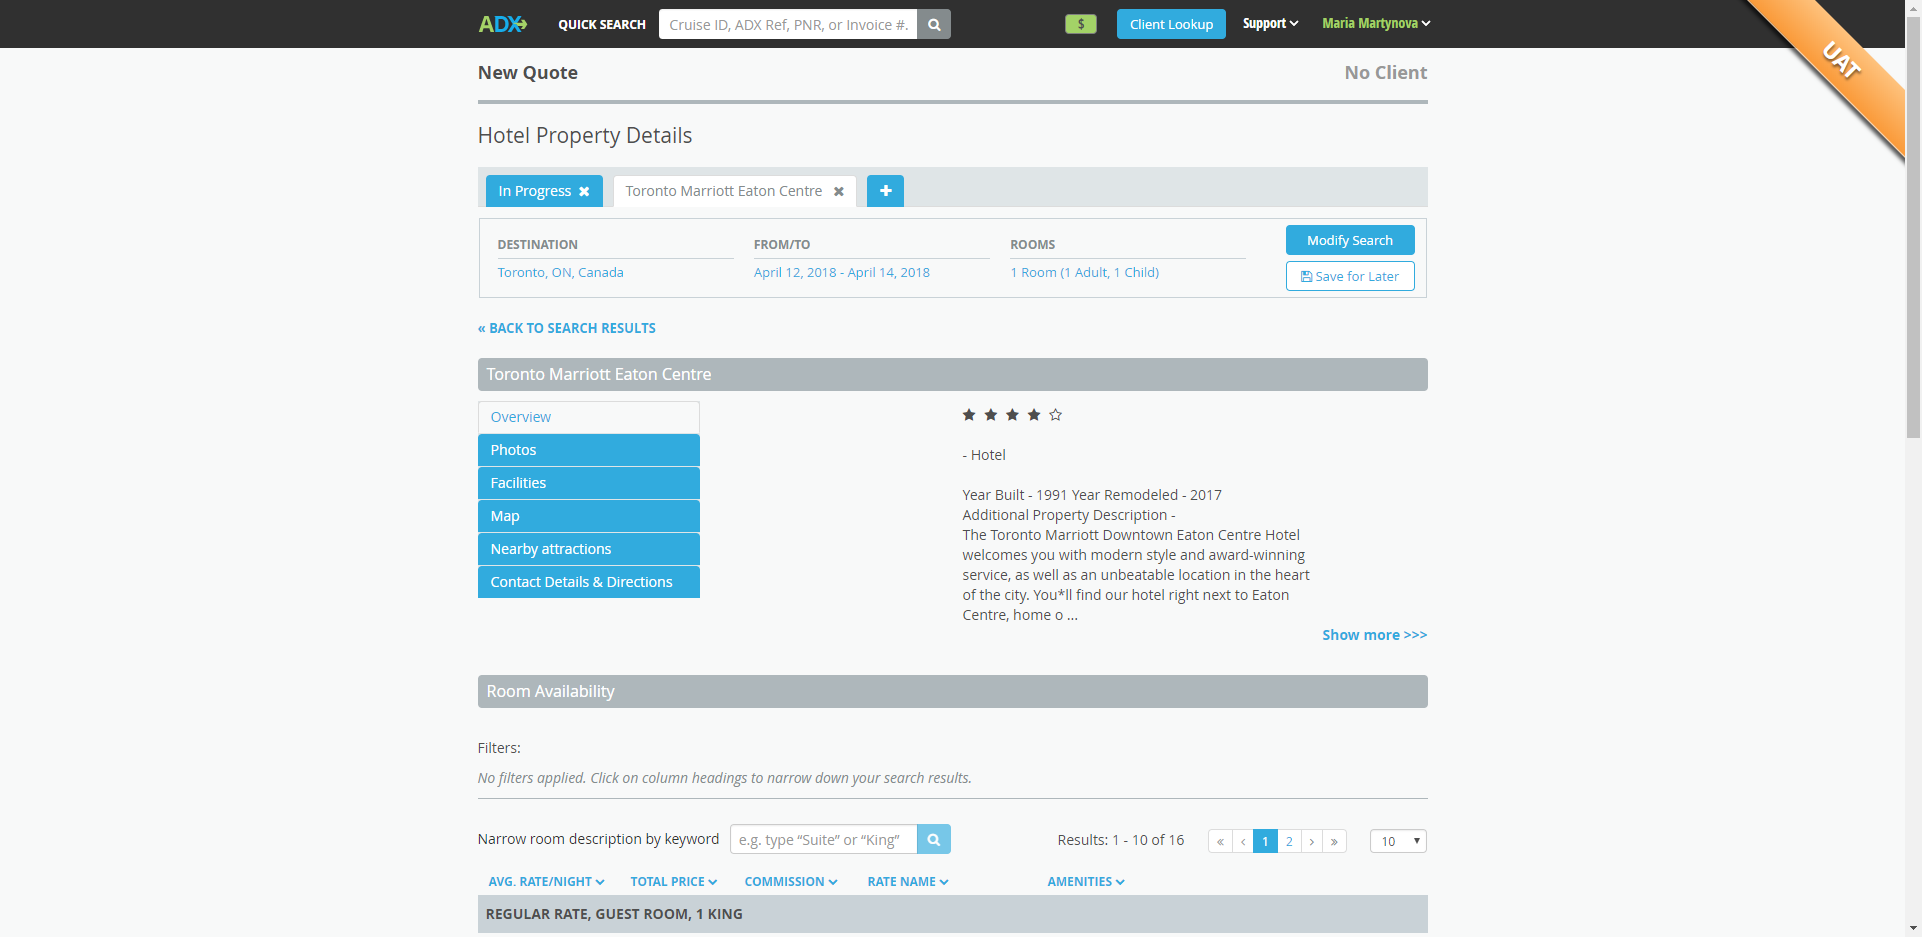 ADX QUICK SEARCH Cruise ID, ADX Ref, PNR, or Invoice #. $ Client Lookup Support Maria Martynova
UAT
New Quote No Client
Hotel Property Details
In Progress Toronto Marriott Eaton Centre
DESTINATION FROM/TO ROOMS Modify Search
Toronto, ON, Canada April 12, 2018 - April 14, 2018 1 Room (1 Adult, 1 Child) Save for Later
« BACK TO SEARCH RESULTS
Toronto Marriott Eaton Centre
Overview
Photos
Facilities
Map
Nearby attractions
Contact Details & Directions
- Hotel
Year Built - 1991 Year Remodeled - 2017
Additional Property Description -
The Toronto Marriott Downtown Eaton Centre Hotel
welcomes you with modern style and award-winning
service, as well as an unbeatable location in the heart
of the city. You*ll find our hotel right next to Eaton
Centre, home o ...
Show more >>>
Room Availability
Filters:
No filters applied. Click on column headings to narrow down your search results.
Narrow room description by keyword e.g. type “Suite” or “King” Results: 1 - 10 of 16 « ‹ 1 2 › » 10
AVG. RATE/NIGHT TOTAL PRICE COMMISSION RATE NAME AMENITIES
REGULAR RATE, GUEST ROOM, 1 KING